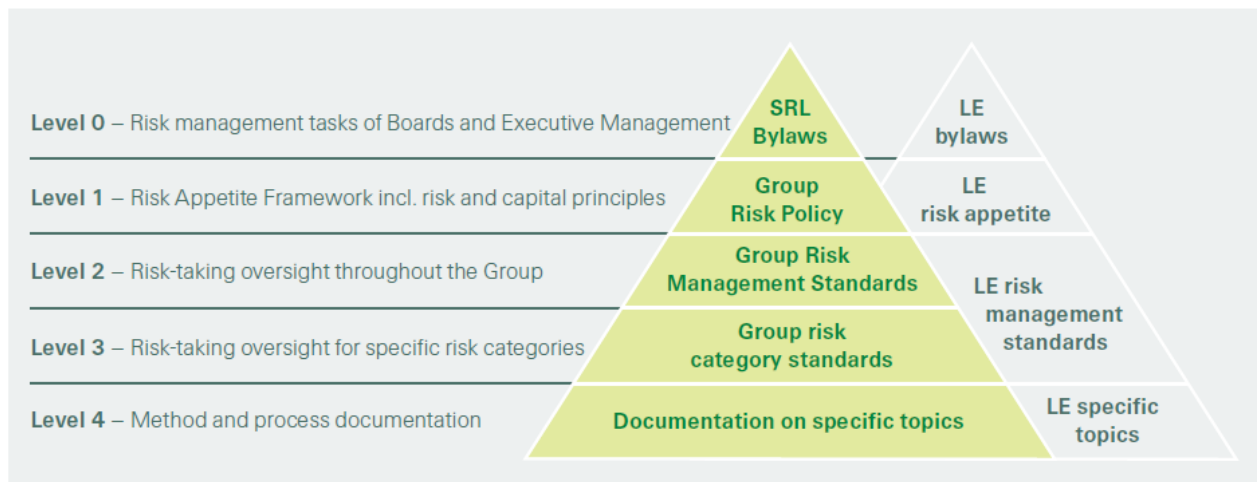 Level 0 – Risk management tasks of Boards and Executive Management
SRL
Bylaws
LE
bylaws
Level 1 – Risk Appetite Framework incl. risk and capital principles
Group
Risk Policy
LE
risk appetite
Level 2 – Risk-taking oversight throughout the Group
Group Risk
Management Standards
LE risk
management
standards
Level 3 – Risk-taking oversight for specific risk categories
Group risk
category standards
Level 4 – Method and process documentation
Documentation on specific topics
LE specific
topics